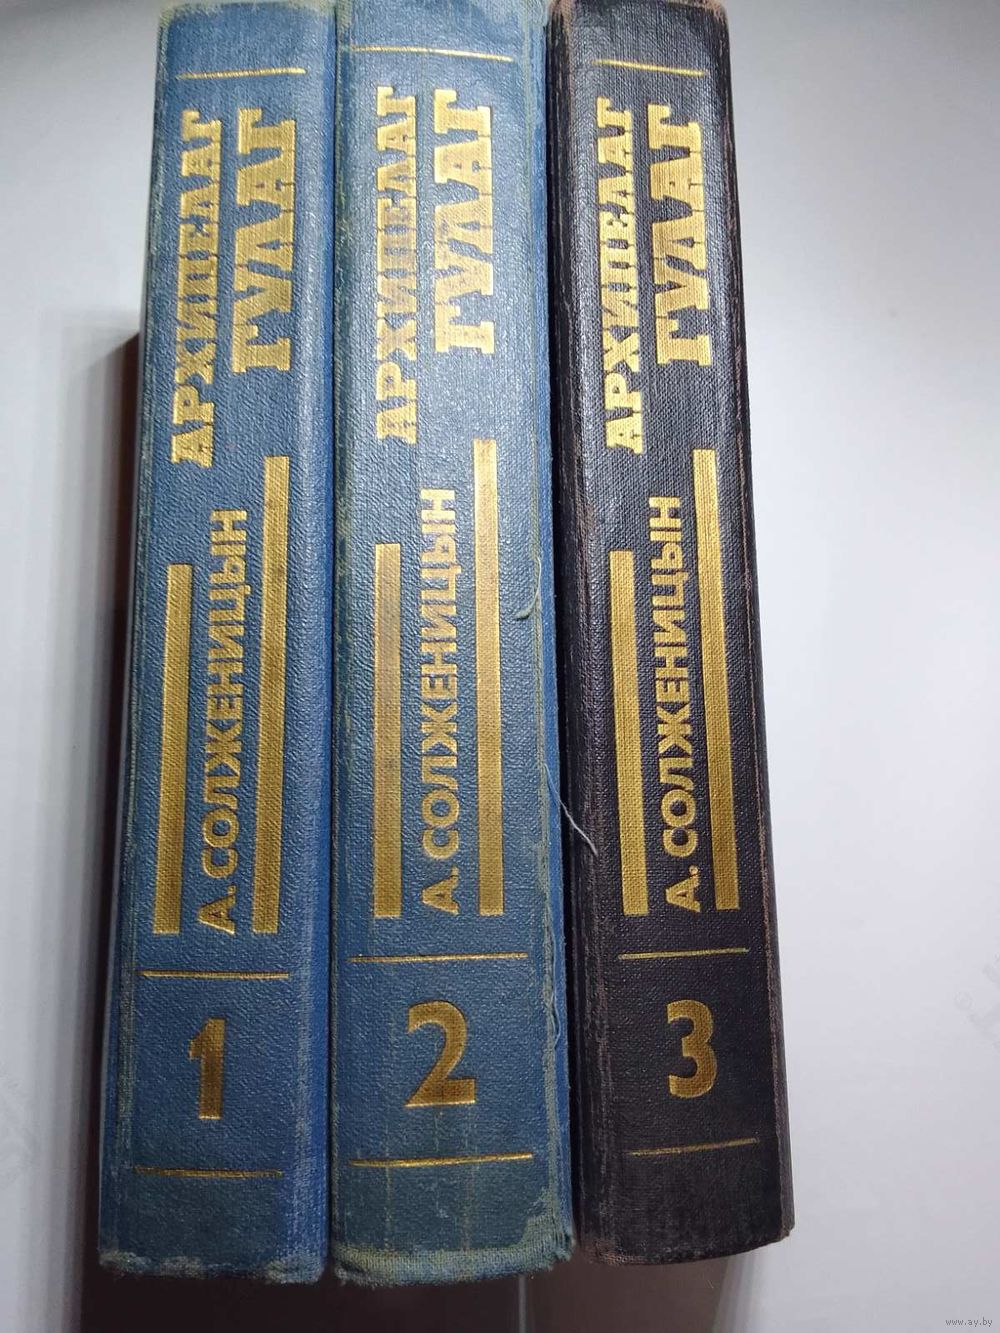 АРХИПЕЛАГ
ГУЛАГ
А. СОЛЖЕНИЦЫН
1
АРХИПЕЛАГ
ГУЛАГ
А. СОЛЖЕНИЦЫН
2
АРХИПЕЛАГ
ГУЛАГ
А. СОЛЖЕНИЦЫН
3
www.ay.by